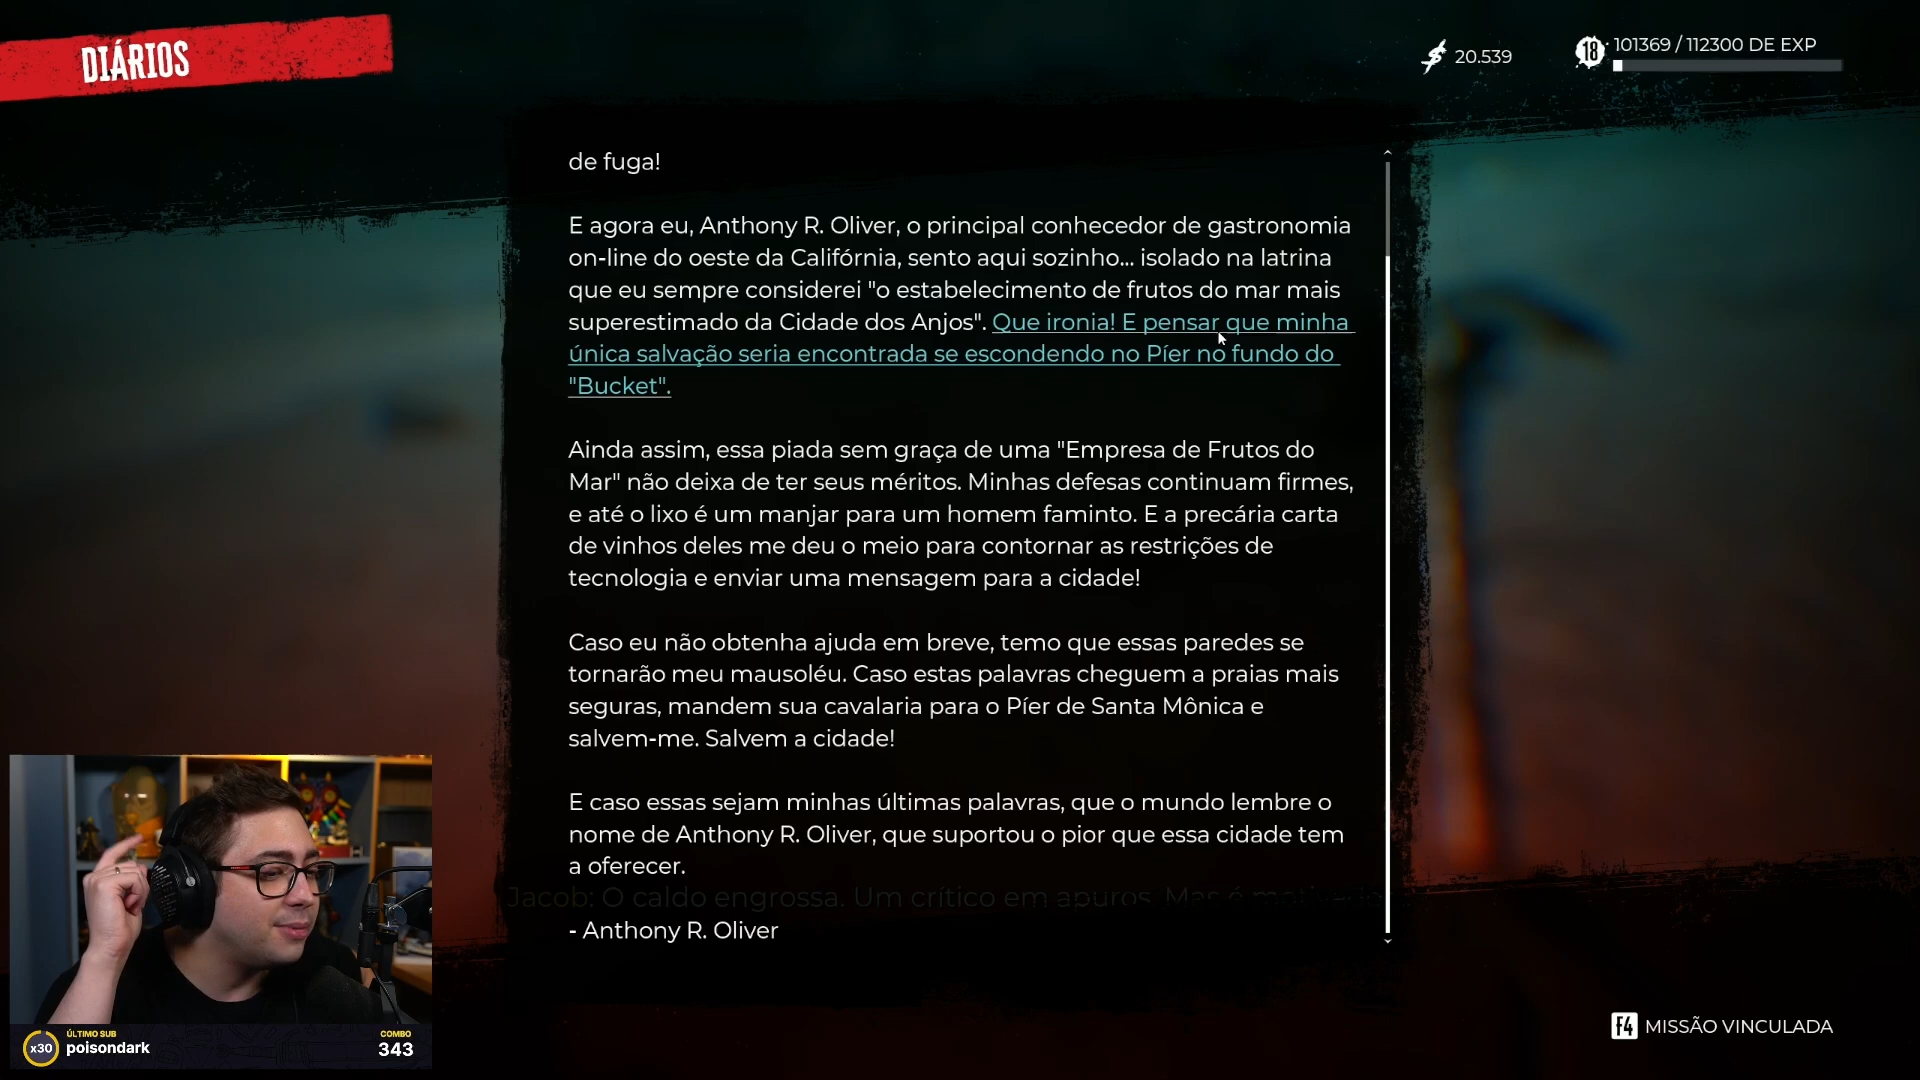 DIÁRIOS
20.539
18
101369 / 112300 DE EXP
de fuga!
E agora eu, Anthony R. Oliver, o principal conhecedor de gastronomia
on-line do oeste da Califórnia, sento aqui sozinho... isolado na latrina
que eu sempre considerei "o estabelecimento de frutos do mar mais
superestimado da Cidade dos Anjos". Que ironia! E pensar que minha
única salvação seria encontrada se escondendo no Píer no fundo do
"Bucket".
Ainda assim, essa piada sem graça de uma "Empresa de Frutos do
Mar" não deixa de ter seus méritos. Minhas defesas continuam firmes,
e até o lixo é um manjar para um homem faminto. E a precária carta
de vinhos deles me deu o meio para contornar as restrições de
tecnologia e enviar uma mensagem para a cidade!
Caso eu não obtenha ajuda em breve, temo que essas paredes se
tornarão meu mausoléu. Caso estas palavras cheguem a praias mais
seguras, mandem sua cavalaria para o Píer de Santa Mônica e
salvem-me. Salvem a cidade!
E caso essas sejam minhas últimas palavras, que o mundo lembre o
nome de Anthony R. Oliver, que suportou o pior que essa cidade tem
a oferecer.
Jacob: O caldo engrossa. Um crítico em apuros. Mas é
- Anthony R. Oliver
F4 MISSÃO VINCULADA
x30
ÚLTIMO SUB
poisondark
COMBO
343